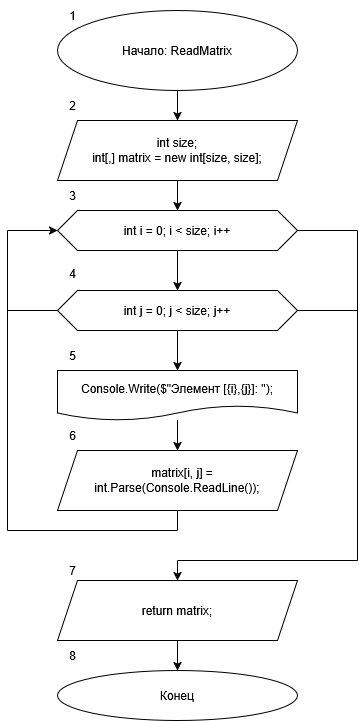 1
Начало: ReadMatrix
2
int size;
int[,] matrix = new int[size, size];
3
int i = 0; i < size; i++
4
int j = 0; j < size; j++
5
Console.Write($"Элемент [{i},{j}]: ");
6
matrix[i, j] =
int.Parse(Console.ReadLine());
7
return matrix;
8
Конец